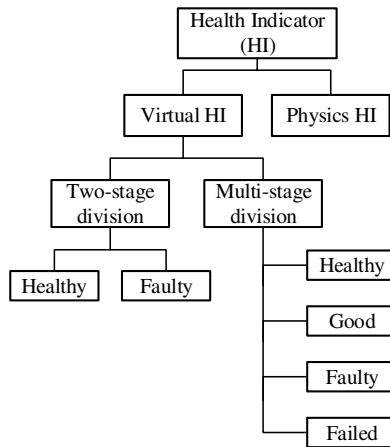 Health Indicator
(HI)
Virtual HI
Physics HI
Two-stage
division
Multi-stage
division
Healthy
Faulty
Healthy
Good
Faulty
Failed